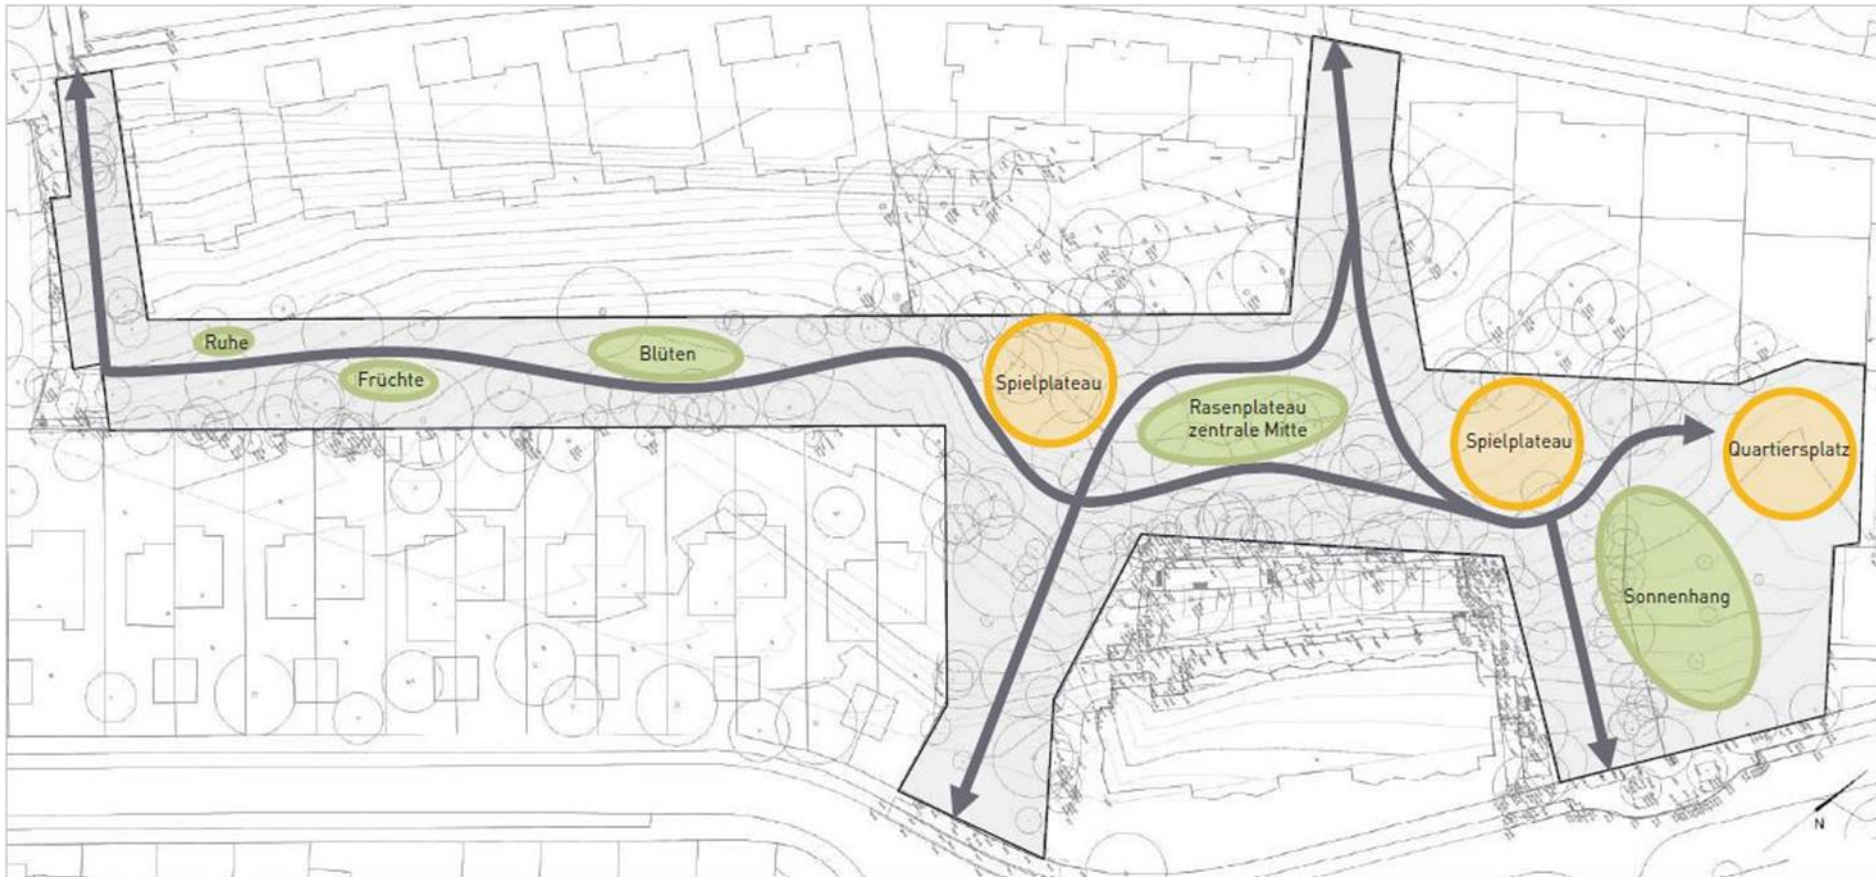 Ruhe
Früchte
Blüten
Spielplateau
Rasenplateau
zentrale Mitte
Spielplateau
Quartiersplatz
Sonnenhang
N